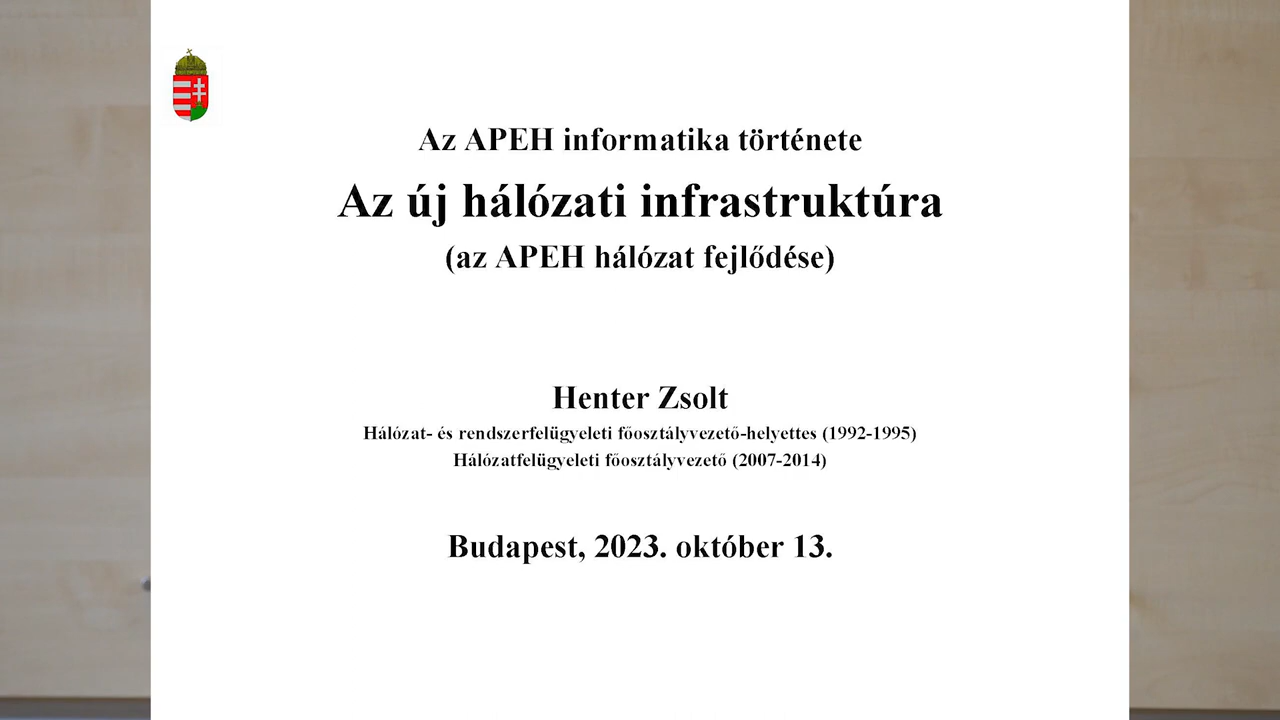 Az APEH informatika története
Az új hálózati infrastruktúra
(az APEH hálózat fejlődése)
Henter Zsolt
Hálózat- és rendszerfelügyeleti főosztályvezető-helyettes (1992-1995)
Hálózatfelügyeleti főosztályvezető (2007-2014)
Budapest, 2023. október 13.